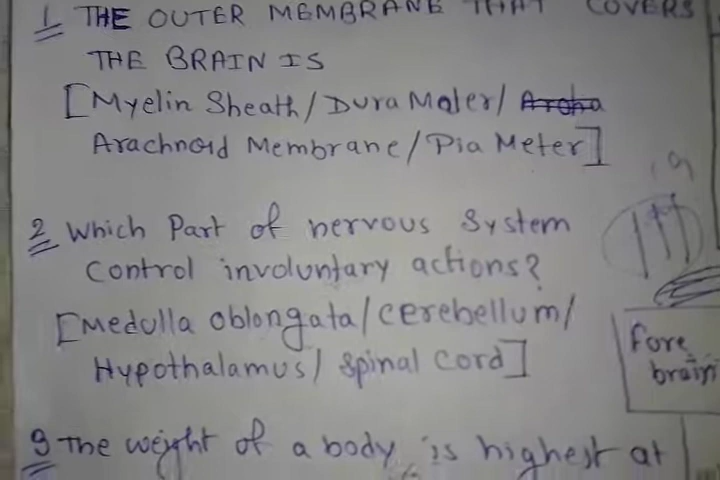 1 THE OUTER MEMBRANE THAT COVERS
THE BRAIN IS
[Myelin Sheath/Dura Mater/
Arachnoid Membrane/Pia Meter]
2 Which Part of nervous System
Control involuntary actions?
[Medulla oblongata/cerebellum/
Hypothalamus/ Spinal Cord]
Fore
brain
3 The weight of a body is highest at